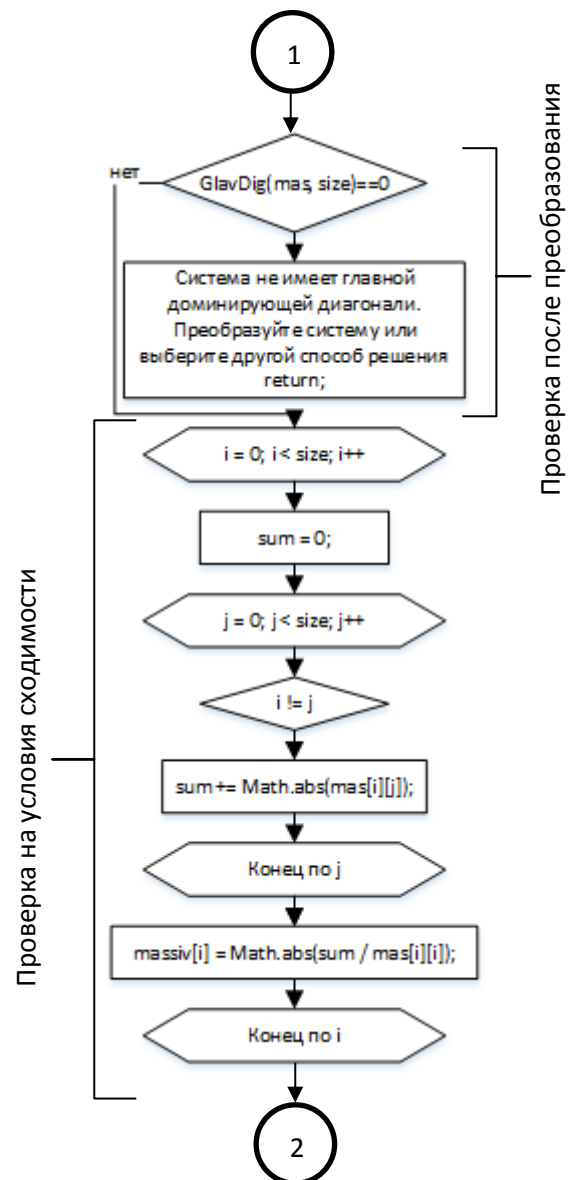 1
нет
GlavDig(mas, size)==0
Система не имеет главной
доминирующей диагонали.
Преобразуйте систему или
выберите другой способ решения
return;
Проверка после преобразования
i = 0; i < size; i++
sum = 0;
j = 0; j < size; j++
i != j
sum += Math.abs(mas[i][j]);
Конец по j
massiv[i] = Math.abs(sum / mas[i][i]);
Конец по i
Проверка на условия сходимости
2